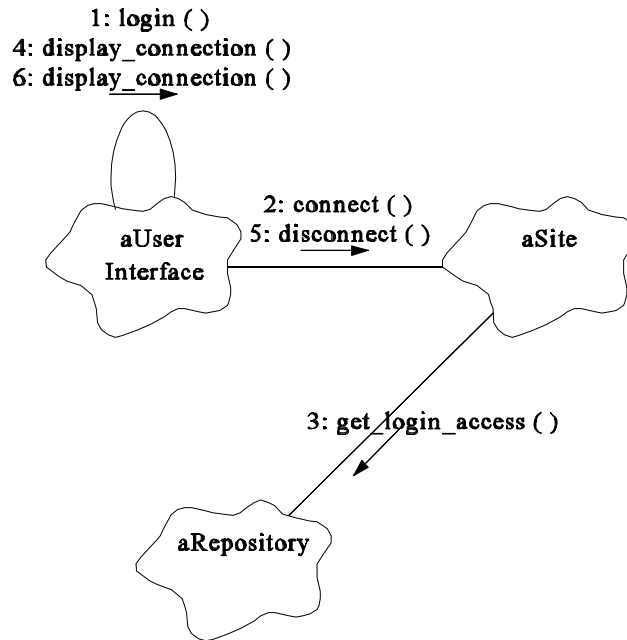 1: login ( )
4: display_connection ( )
6: display_connection ( )
2: connect ( )
5: disconnect ( )
aUser
Interface
aSite
3: get_login_access ( )
aRepository